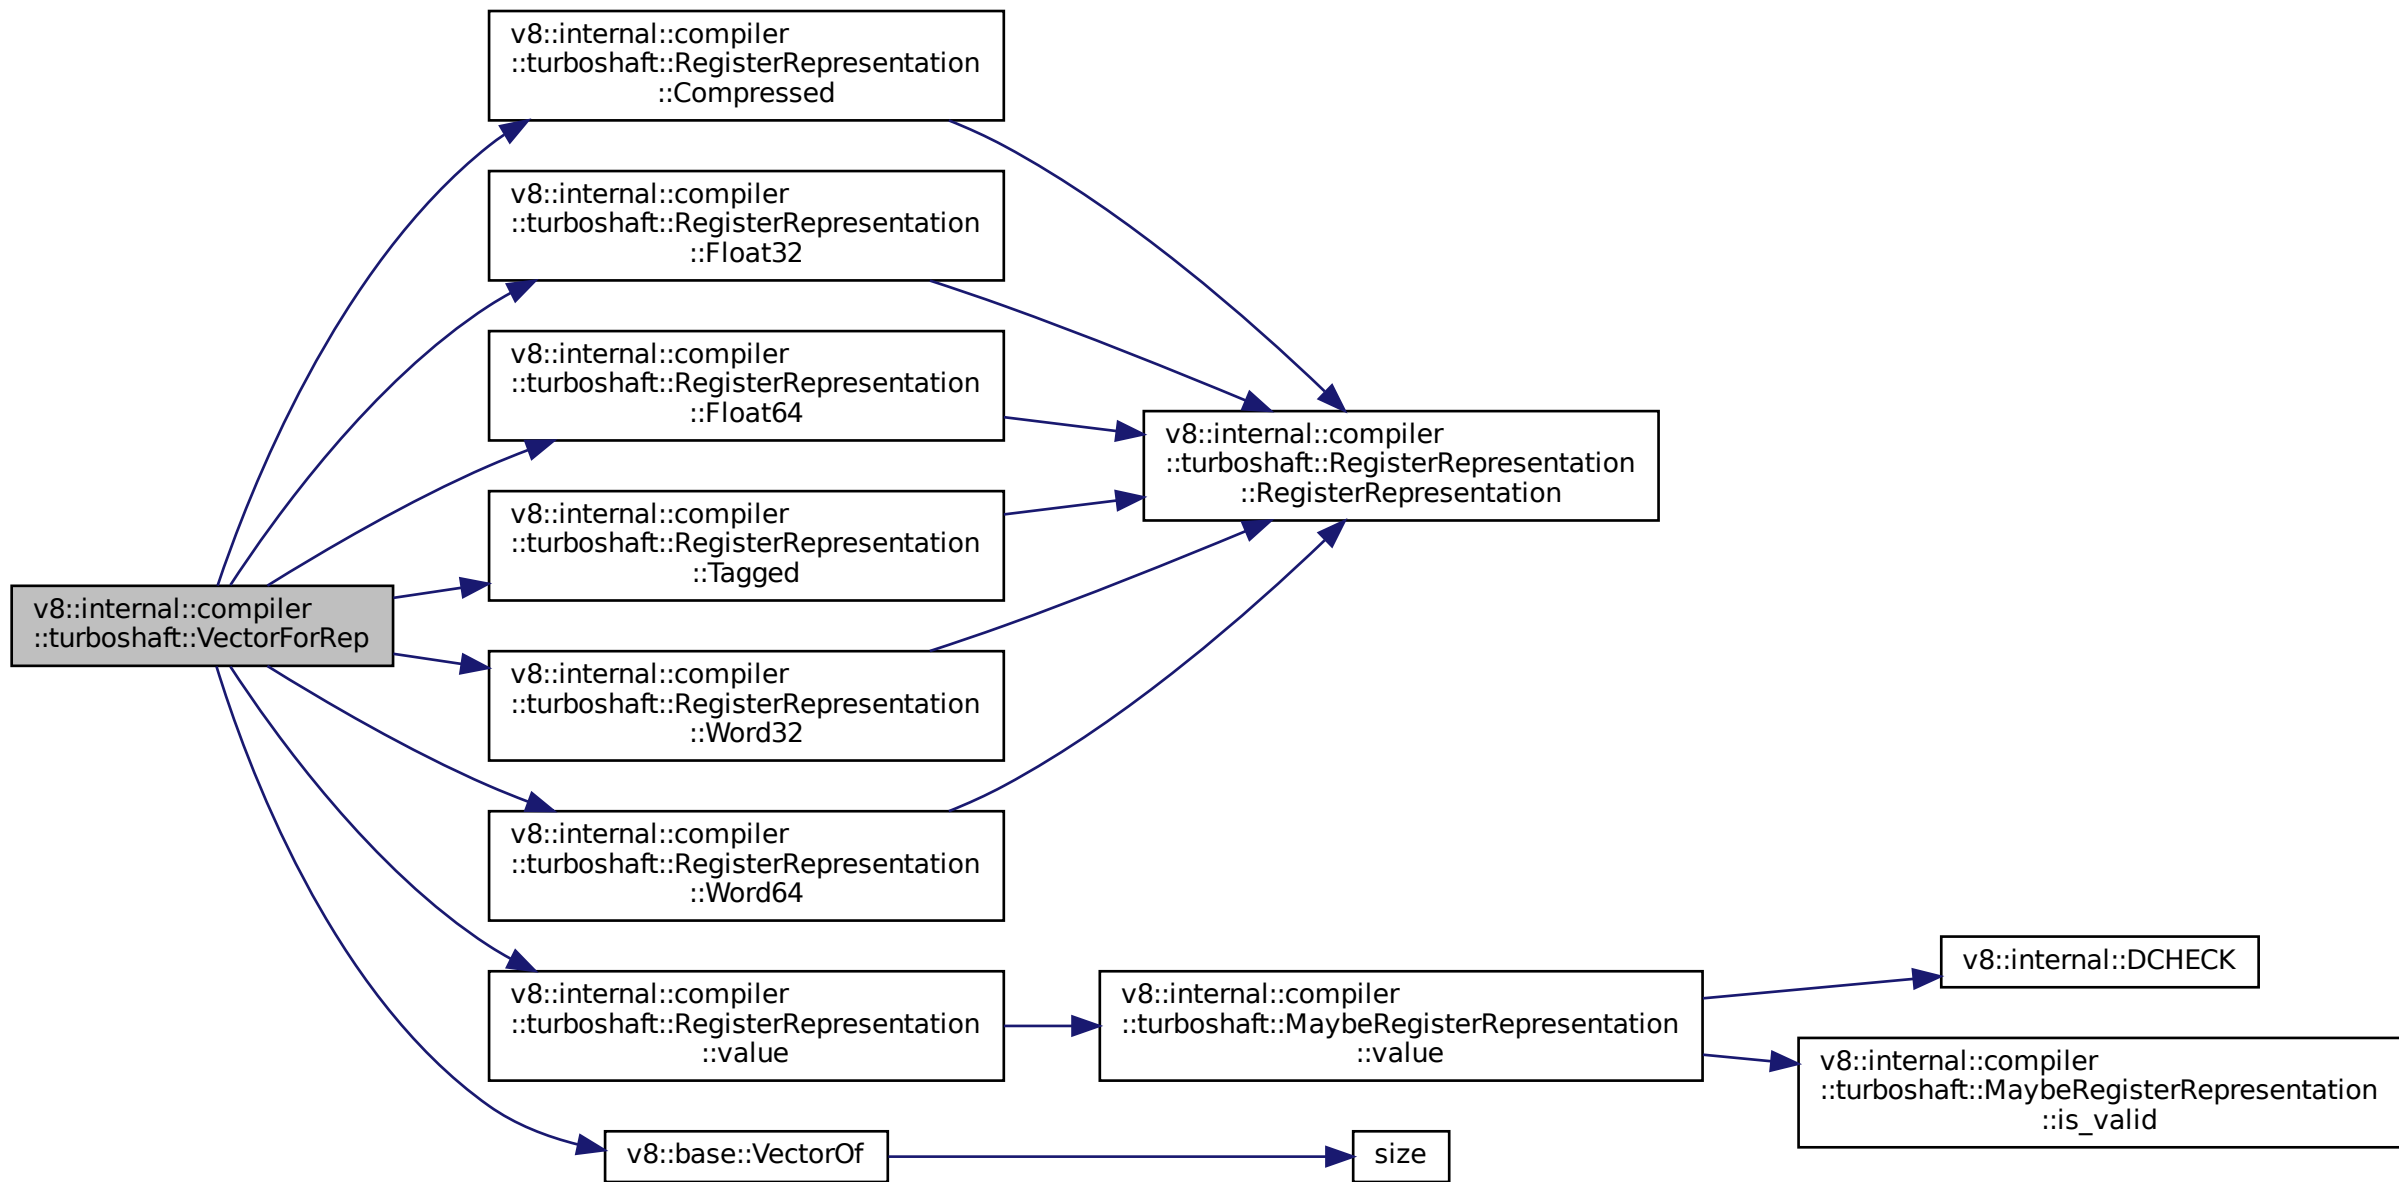 v8::internal::compiler
::turboshaft::VectorForRep
v8::internal::compiler
::turboshaft::RegisterRepresentation
::Compressed
v8::internal::compiler
::turboshaft::RegisterRepresentation
::Float32
v8::internal::compiler
::turboshaft::RegisterRepresentation
::Float64
v8::internal::compiler
::turboshaft::RegisterRepresentation
::Tagged
v8::internal::compiler
::turboshaft::RegisterRepresentation
::Word32
v8::internal::compiler
::turboshaft::RegisterRepresentation
::Word64
v8::internal::compiler
::turboshaft::RegisterRepresentation
::value
v8::base::VectorOf
v8::internal::compiler
::turboshaft::RegisterRepresentation
::RegisterRepresentation
v8::internal::compiler
::turboshaft::MaybeRegisterRepresentation
::value
size
v8::internal::DCHECK
v8::internal::compiler
::turboshaft::MaybeRegisterRepresentation
::is_valid